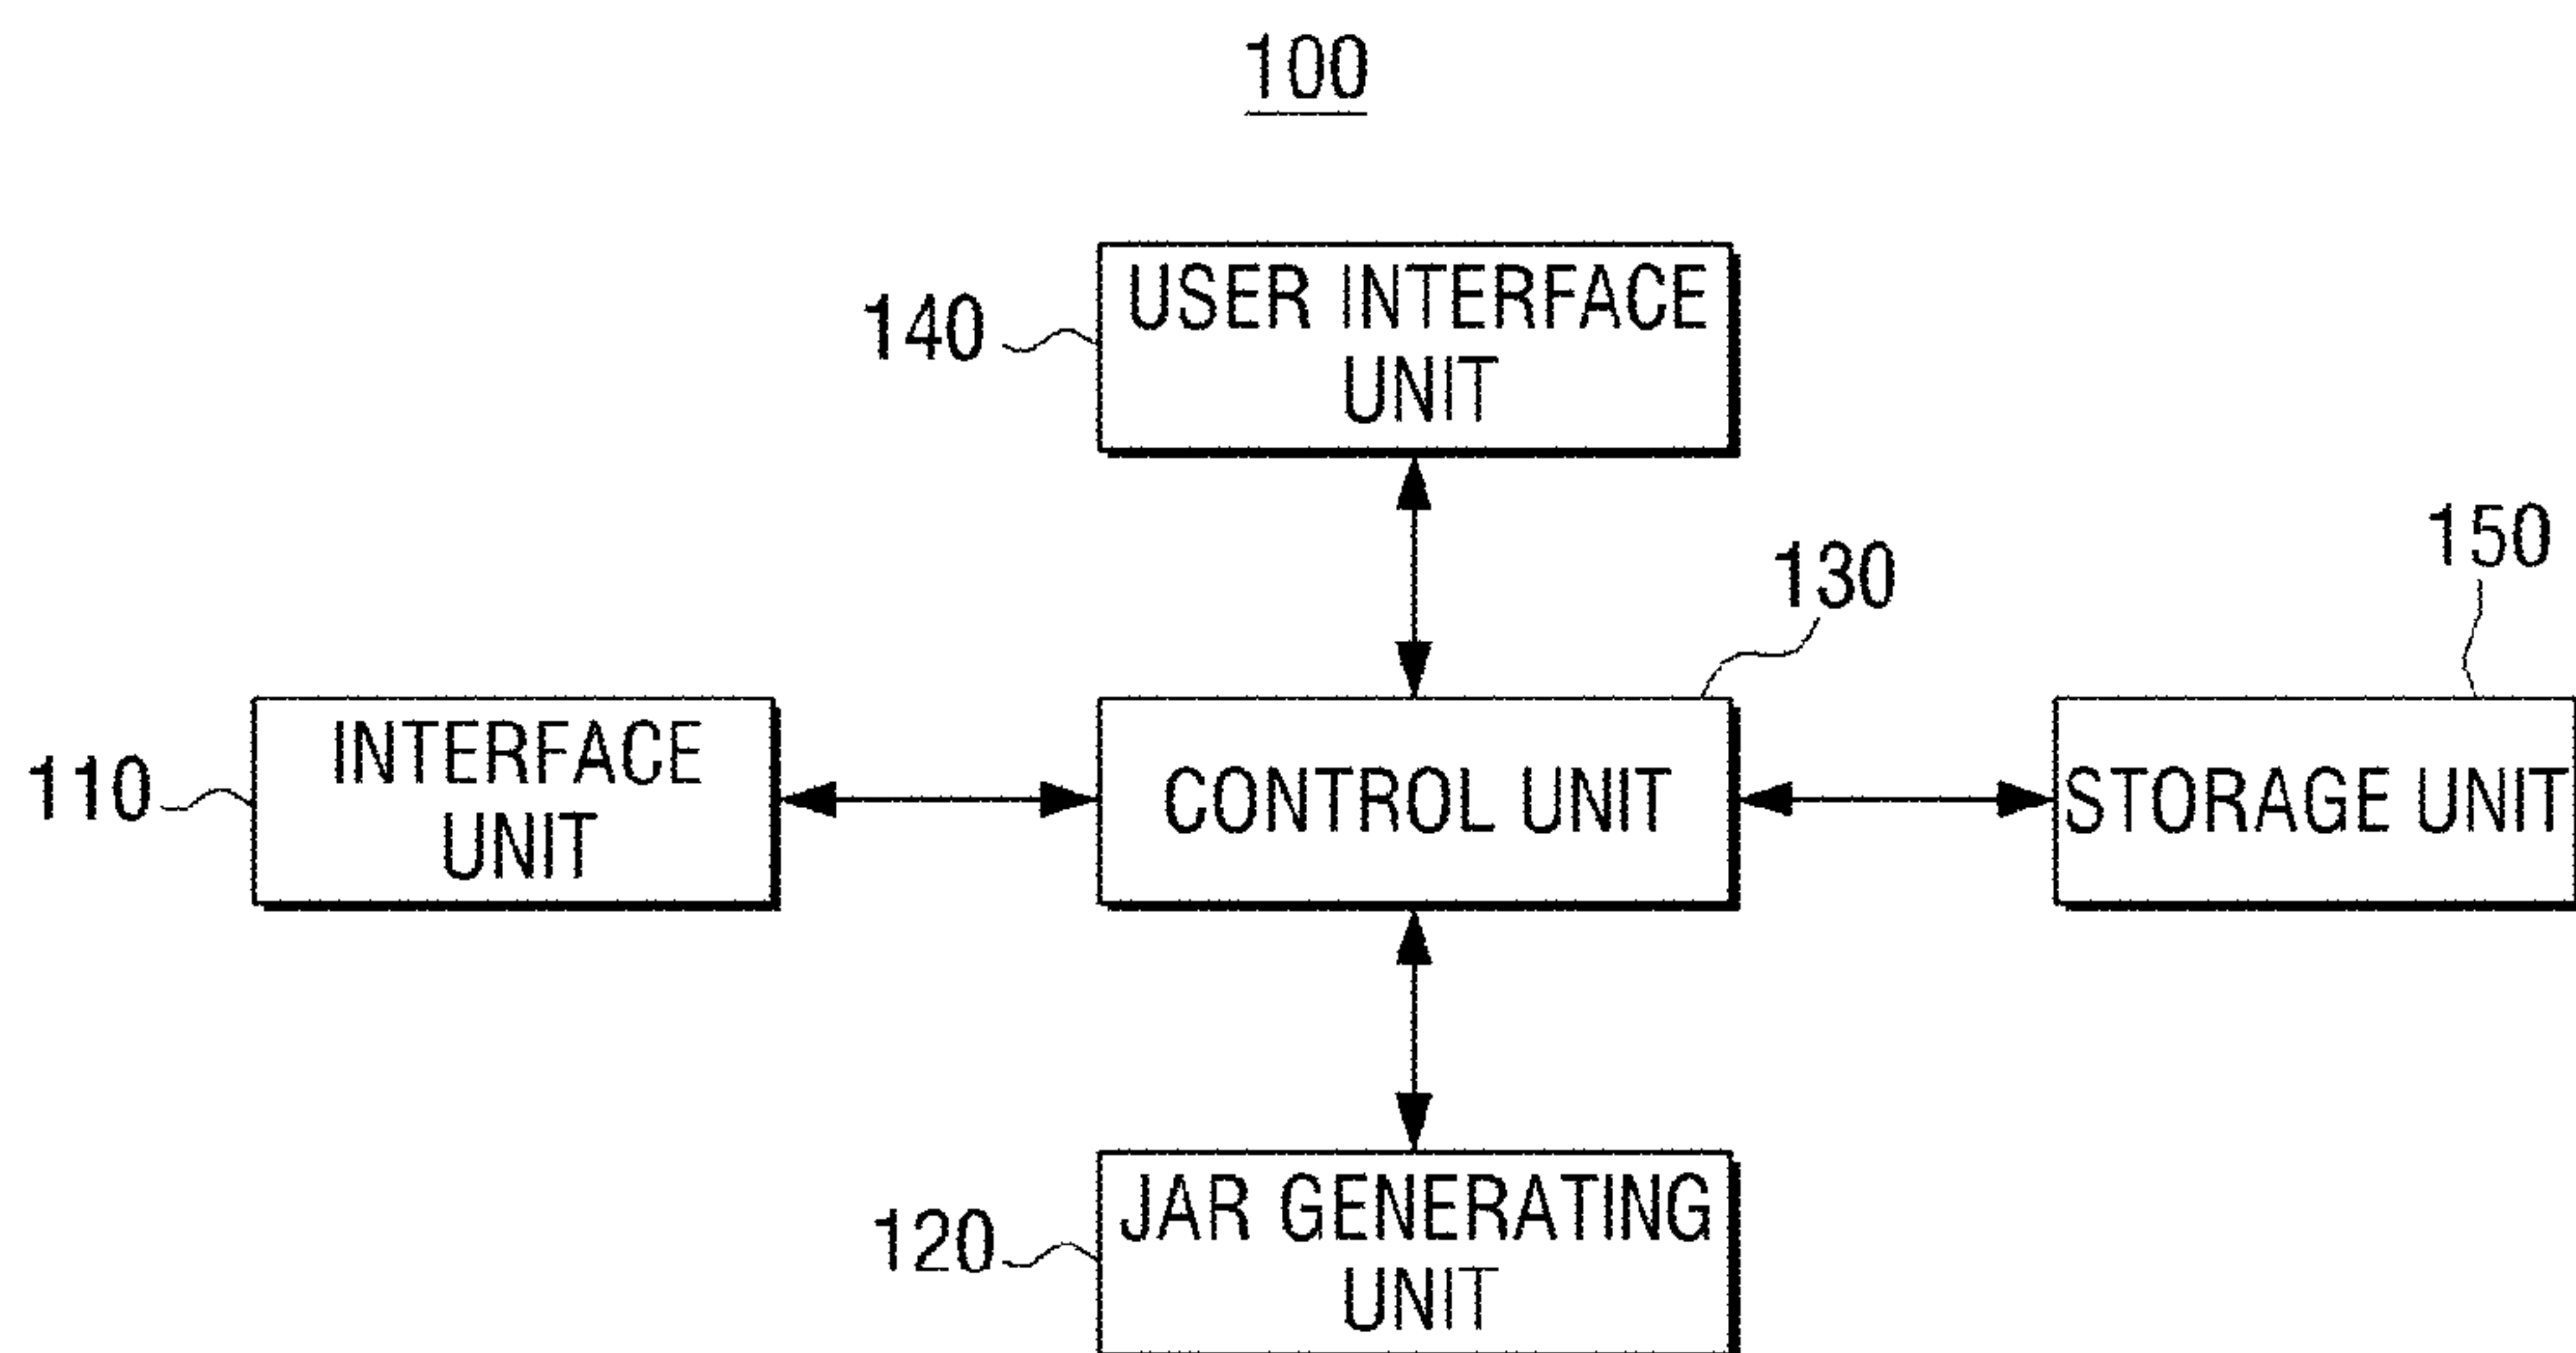 100
140
USER INTERFACE
UNIT
130
150
110
INTERFACE
UNIT
CONTROL UNIT
STORAGE UNIT
120
JAR GENERATING
UNIT